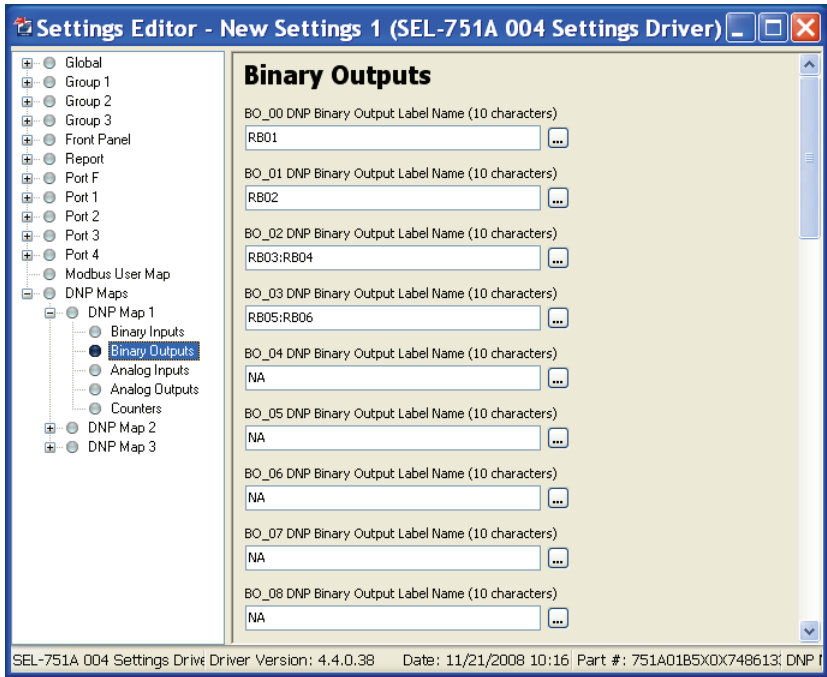 Settings Editor - New Settings 1 (SEL-751A 004 Settings Driver)
Global
Group 1
Group 2
Group 3
Front Panel
Report
Port F
Port 1
Port 2
Port 3
Port 4
Modbus User Map
DNP Maps
DNP Map 1
Binary Inputs
Binary Outputs
Analog Inputs
Analog Outputs
Counters
DNP Map 2
DNP Map 3
Binary Outputs
BO_00 DNP Binary Output Label Name (10 characters)
RB01
...
BO_01 DNP Binary Output Label Name (10 characters)
RB02
...
BO_02 DNP Binary Output Label Name (10 characters)
RB03:RB04
...
BO_03 DNP Binary Output Label Name (10 characters)
RB05:RB06
...
BO_04 DNP Binary Output Label Name (10 characters)
NA
...
BO_05 DNP Binary Output Label Name (10 characters)
NA
...
BO_06 DNP Binary Output Label Name (10 characters)
NA
...
BO_07 DNP Binary Output Label Name (10 characters)
NA
...
BO_08 DNP Binary Output Label Name (10 characters)
NA
...
SEL-751A 004 Settings Drive Driver Version: 4.4.0.38 Date: 11/21/2008 10:16 Part #: 751A01B5X0X748613 DNP